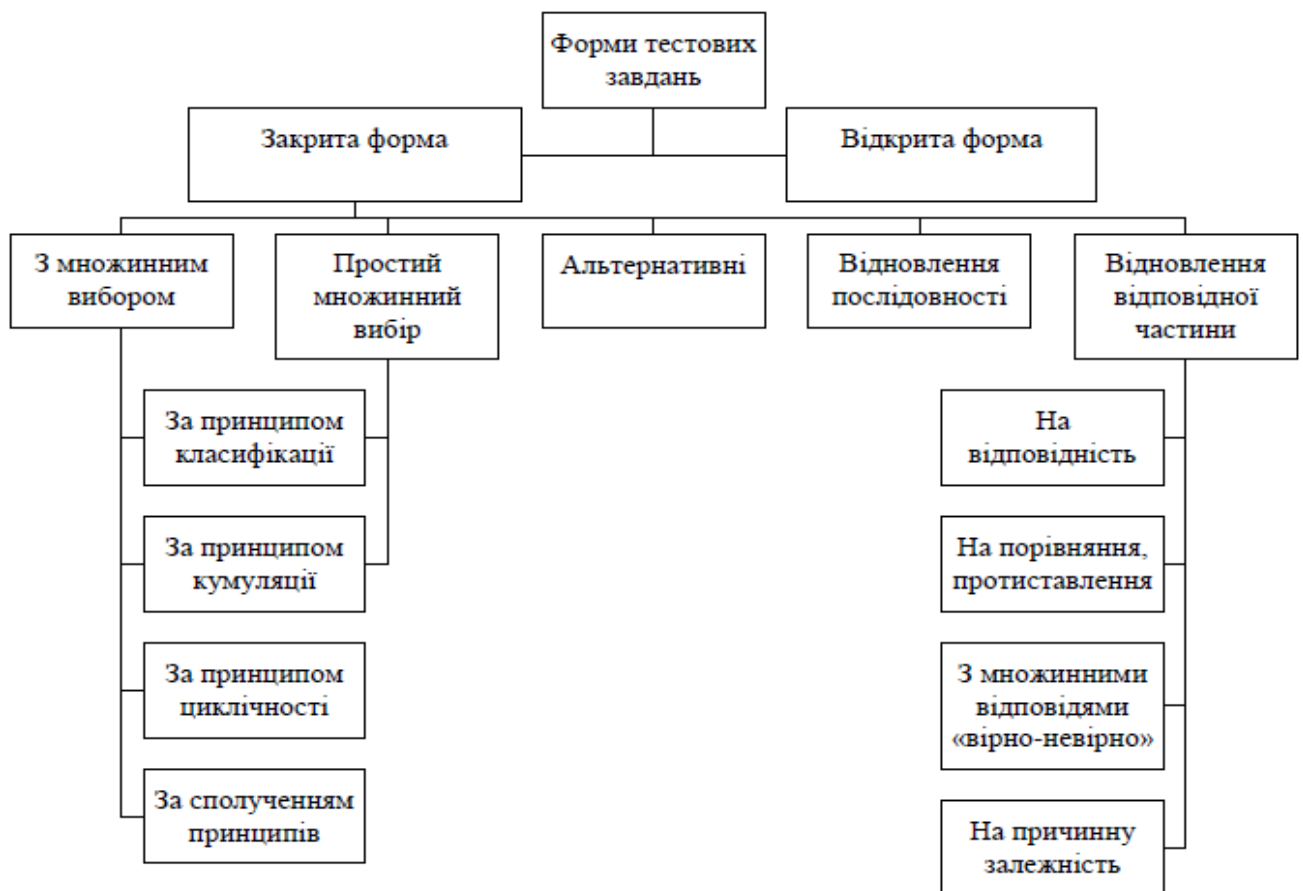 Форми тестових
завдань
Закрита форма
Відкрита форма
З множинним
вибором
Простий
множинний
вибір
Альтернативні
Відновлення
послідовності
Відновлення
відповідної
частини
За принципом
класифікації
На
відповідність
За принципом
кумуляції
На порівняння,
протиставлення
За принципом
циклічності
З множинними
відповідями
«вірно-невірно»
За сполученням
принципів
На причинну
залежність